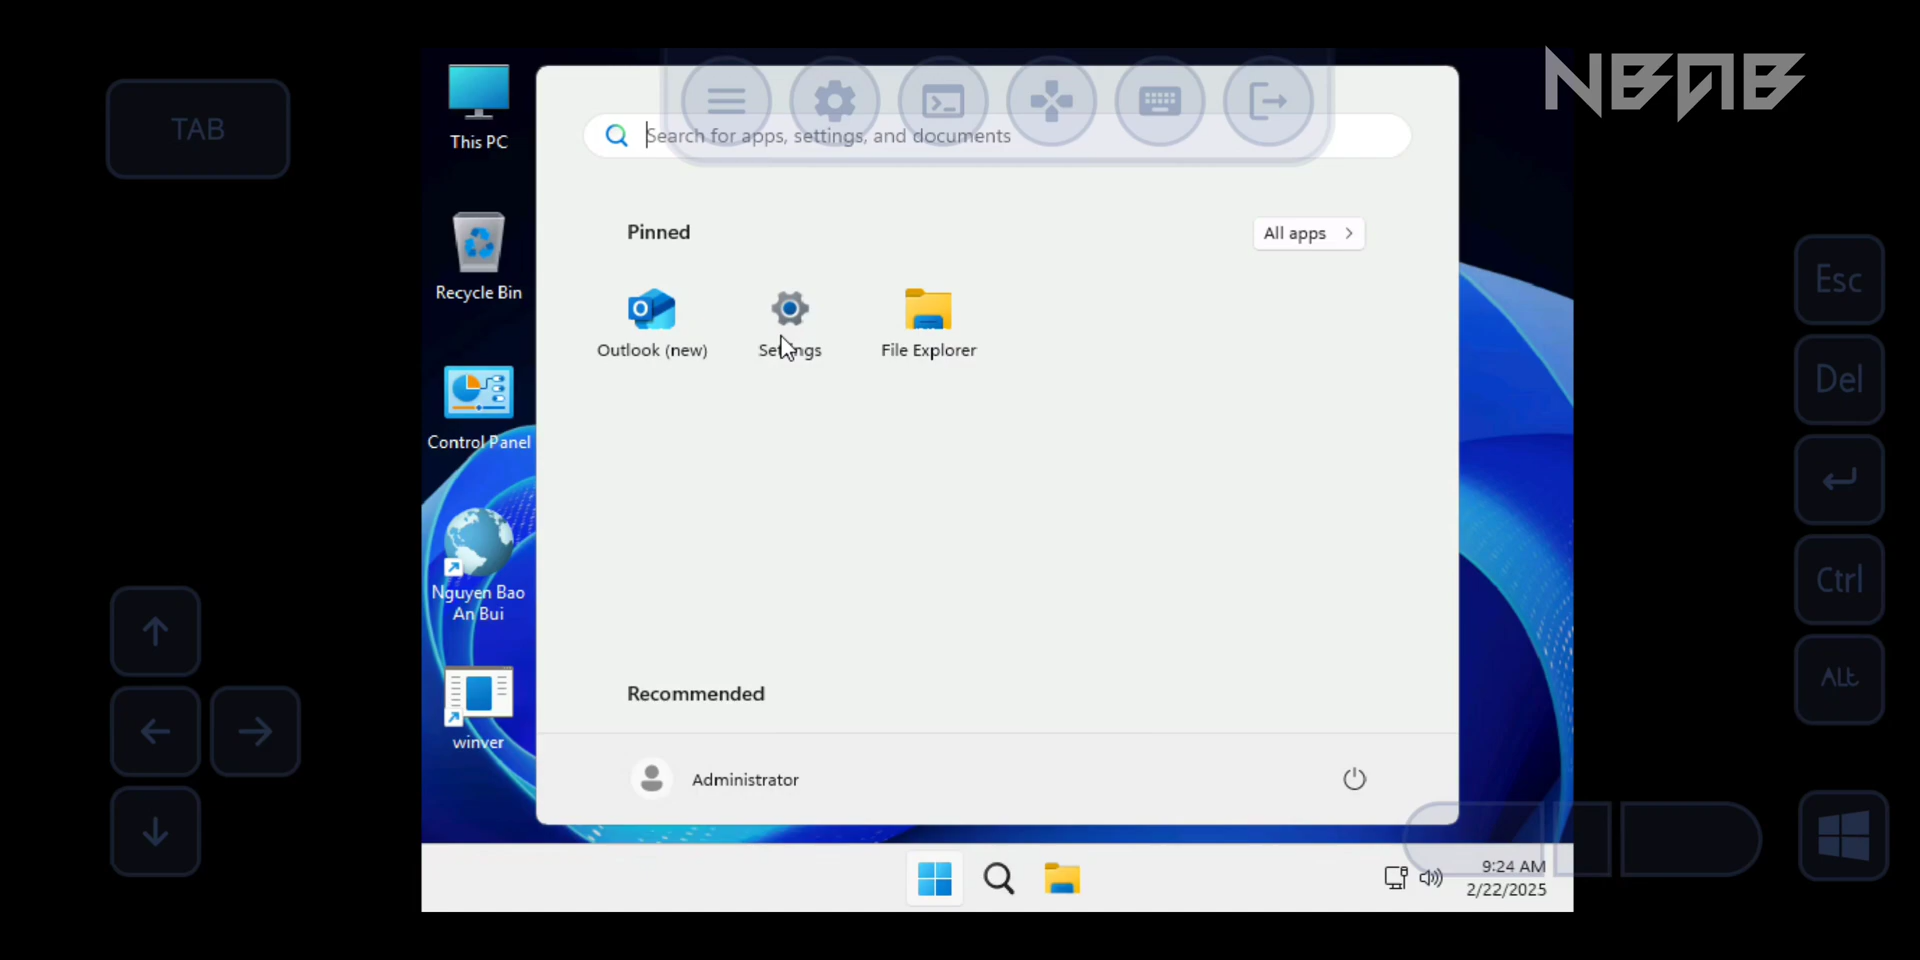 NBAB
TAB
This PC
Search for apps, settings, and documents
Recycle Bin
Pinned
All apps
Outlook (new)
Settings
File Explorer
Control Panel
Nguyen Bao
An Bui
winver
Recommended
Administrator
9:24 AM
2/22/2025
Esc
Del
Ctrl
Alt